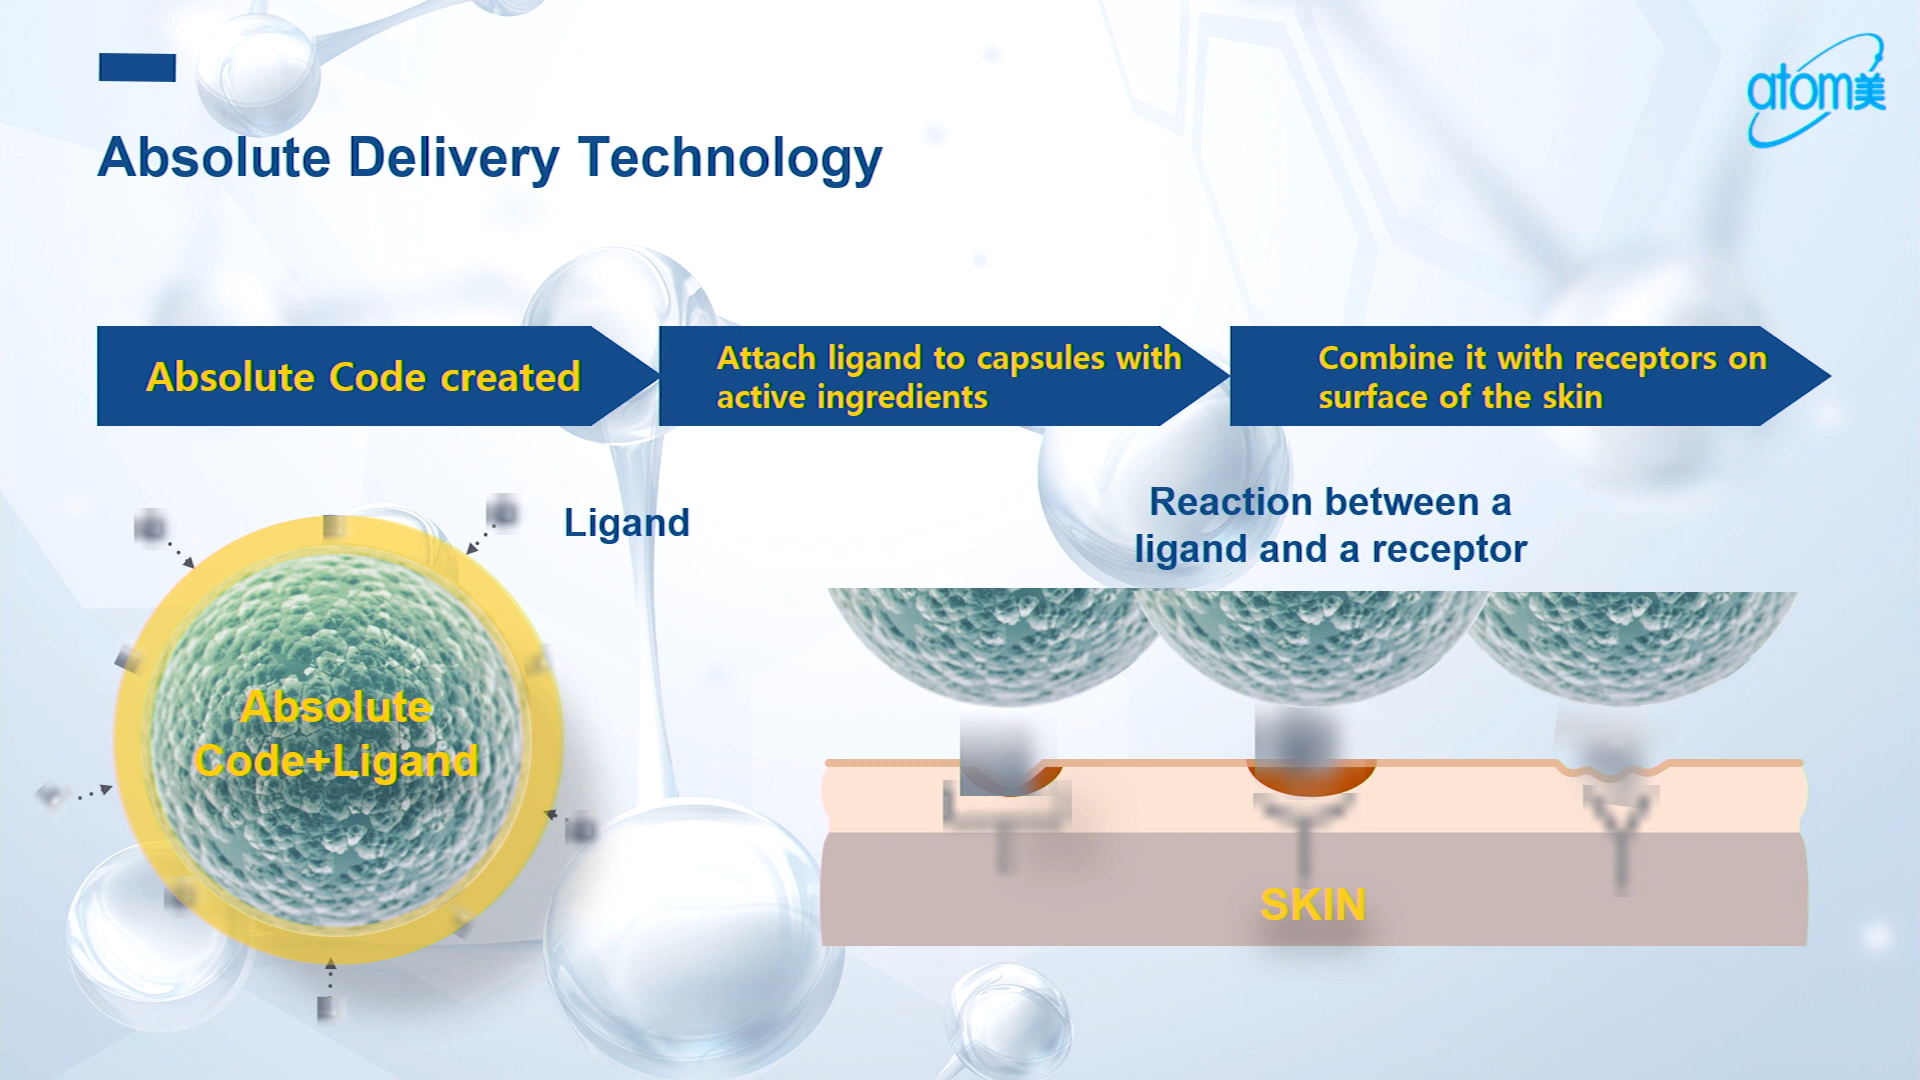 atom美
Absolute Delivery Technology
Absolute Code created
Attach ligand to capsules with
active ingredients
Combine it with receptors on
surface of the skin
Ligand
Reaction between a
ligand and a receptor
Absolute
Code+Ligand
SKIN